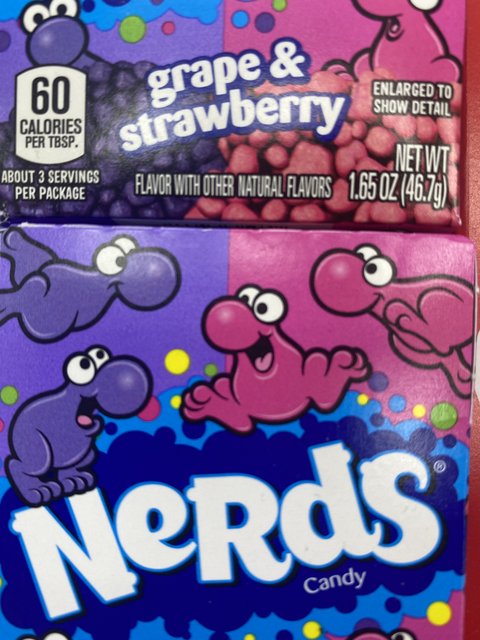 grape &
strawberry
60
CALORIES
PER TBSP.
ENLARGED TO
SHOW DETAIL
ABOUT 3 SERVINGS
PER PACKAGE
FLAVOR WITH OTHER NATURAL FLAVORS
NET WT
1.65 OZ (46.7g)
NeRdS®
Candy